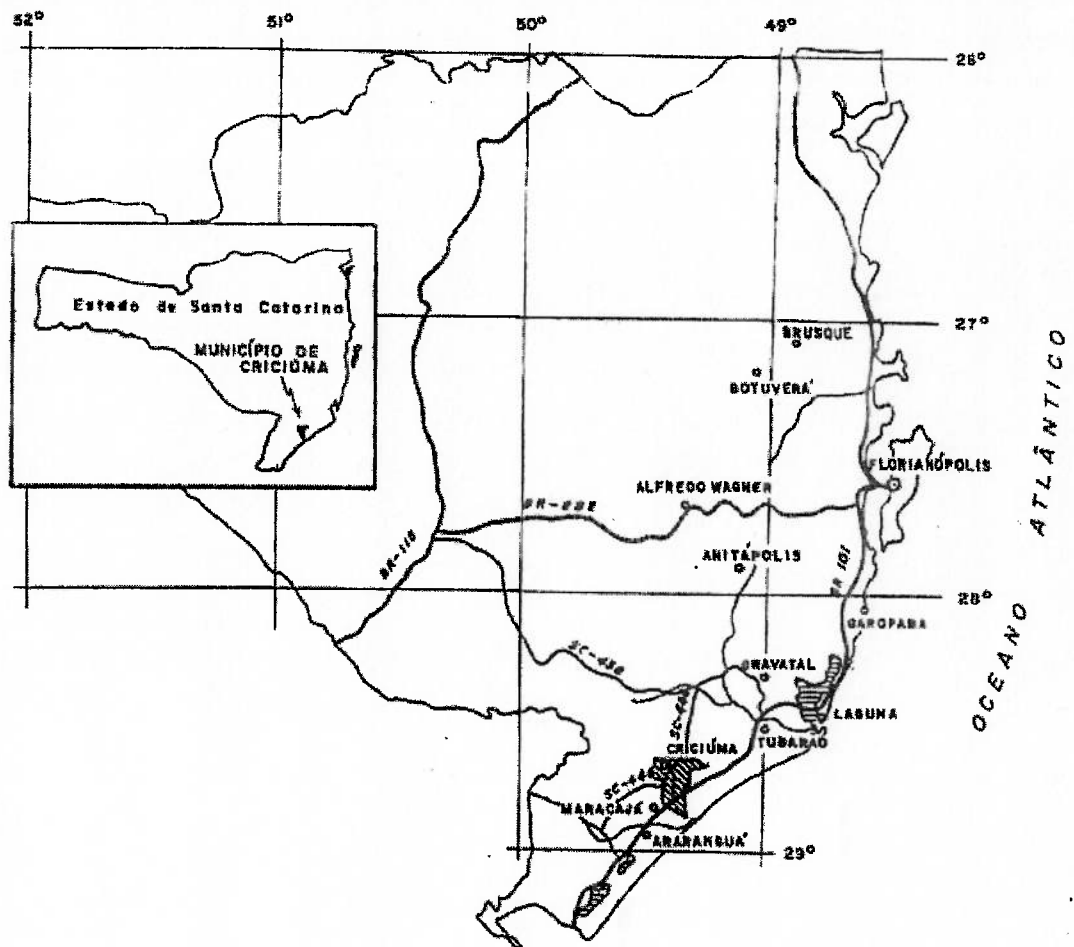 52°
51°
50°
49°
26°
Estado de Santa Catarina
MUNICÍPIO DE
CRICIÚMA
27°
BRUSQUE
BOTUVERÁ
FLORIANÓPOLIS
ALFREDO WAGNER
BR-282
BR-116
ANITÁPOLIS
BR 101
28°
GAROPABA
SC-438
GRAVATAL
LAGUNA
TUBARÃO
CRICIÚMA
MARACAJÁ
ARARANGUÁ
29°
OCEANO ATLÂNTICO